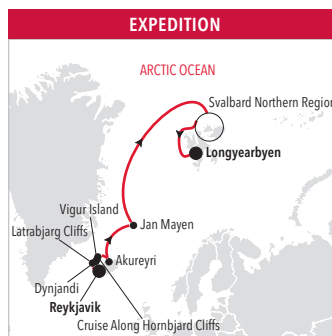 EXPEDITION
ARCTIC OCEAN
Svalbard Northern Region
Longyearbyen
Vigur Island
Latrabjarg Cliffs
Jan Mayen
Akureyri
Dynjandi
Reykjavik
Cruise Along Hornbjard Cliffs